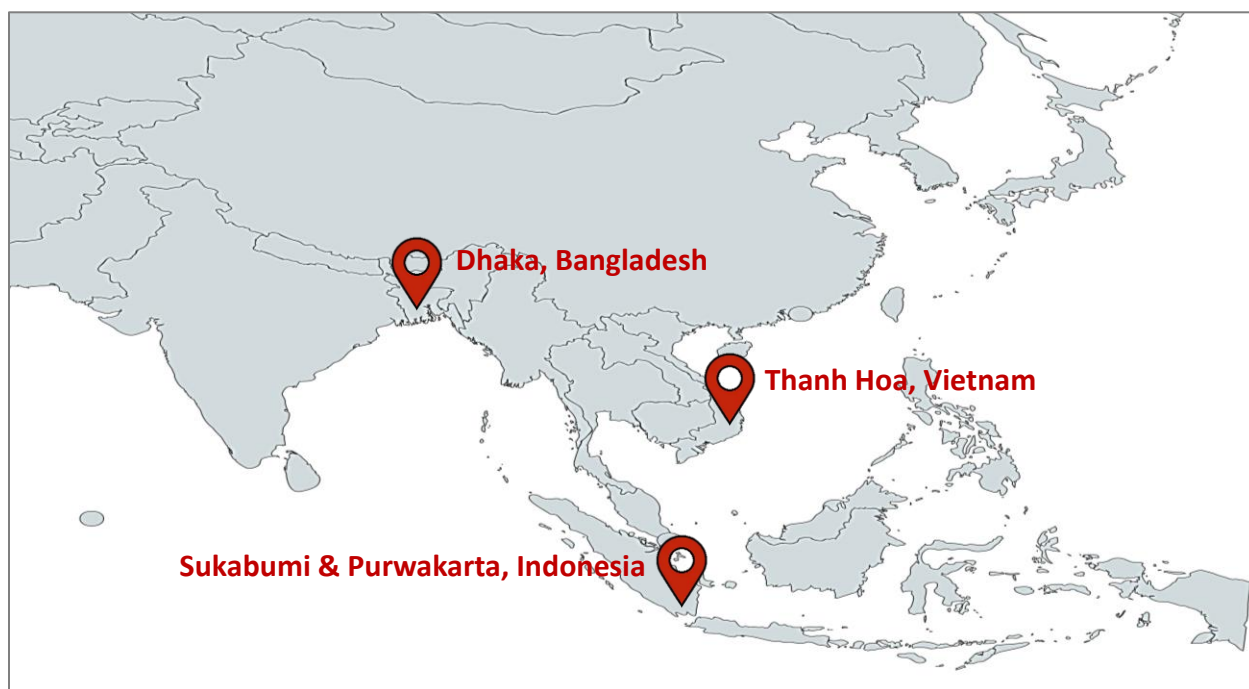 Dhaka, Bangladesh
Thanh Hoa, Vietnam
Sukabumi & Purwakarta, Indonesia